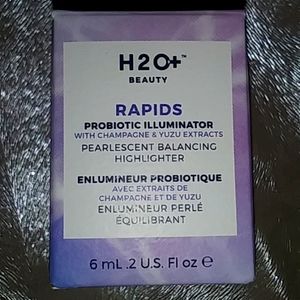 H2O+™
BEAUTY
RAPIDS
PROBIOTIC ILLUMINATOR
WITH CHAMPAGNE & YUZU EXTRACTS
PEARLESCENT BALANCING
HIGHLIGHTER
ENLUMINEUR PROBIOTIQUE
AVEC EXTRAITS DE
CHAMPAGNE ET DE YUZU
ENLUMINEUR PERLÉ
ÉQUILIBRANT
6 mL .2 U.S. Fl oz ℮